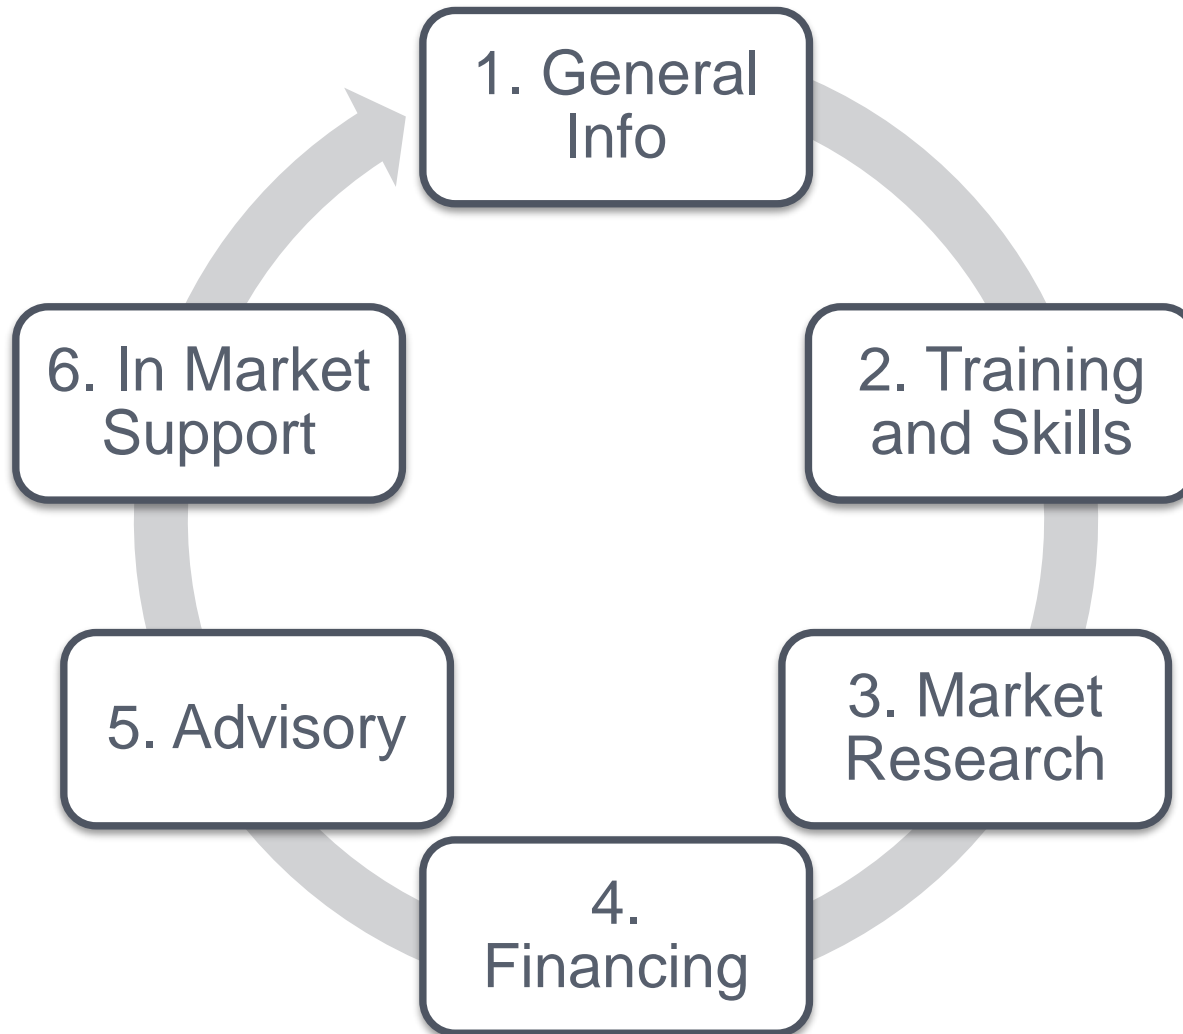 1. General
Info
2. Training
and Skills
3. Market
Research
4.
Financing
5. Advisory
6. In Market
Support